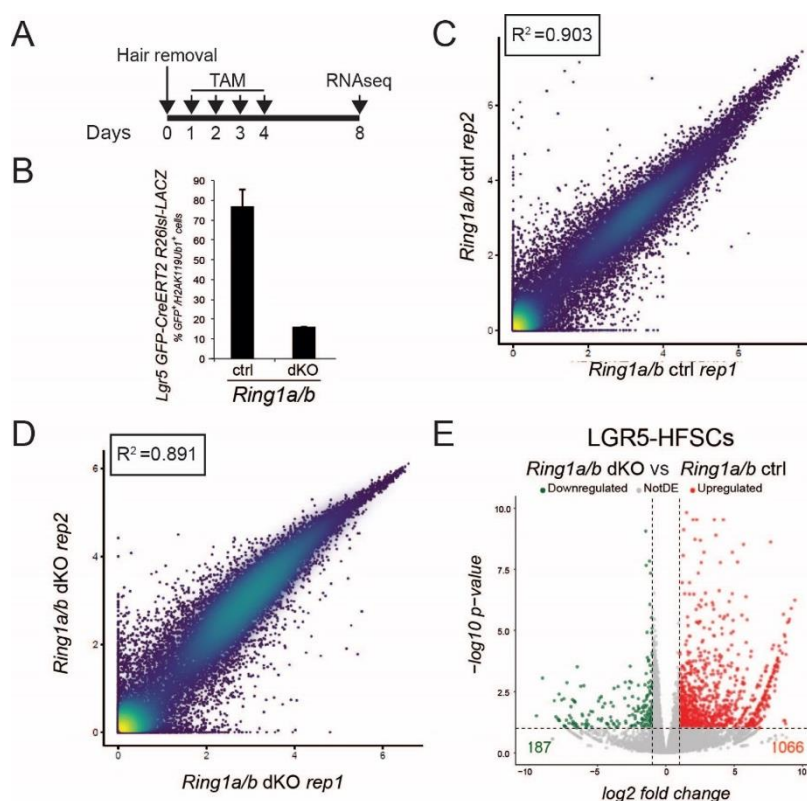 A
Hair removal
TAM
RNAseq
Days 0 1 2 3 4 8
B
Lgr5 GFP-CreERT2 R26lsl-LACZ
% GFP⁺/H2AK119Ub1⁺ cells
90
80
70
60
50
40
30
20
10
0
ctrl dKO
Ring1a/b
C
R²=0.903
Ring1a/b ctrl rep2
6
4
2
0
0 2 4 6
Ring1a/b ctrl rep1
D
R²=0.891
Ring1a/b dKO rep2
6
4
2
0
0 2 4 6
Ring1a/b dKO rep1
E
LGR5-HFSCs
Ring1a/b dKO vs Ring1a/b ctrl
Downregulated NotDE Upregulated
-log10 p-value
10.0
7.5
5.0
2.5
0.0
187 1066
-10 -5 0 5 10
log2 fold change